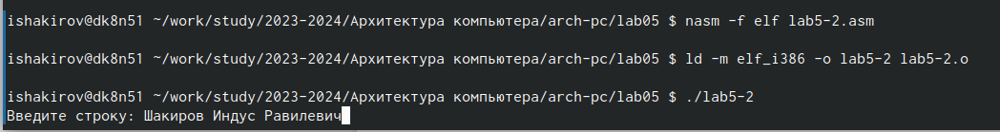 ishakirov@dk8n51 ~/work/study/2023-2024/Архитектура компьютера/arch-pc/lab05 $ nasm -f elf lab5-2.asm
ishakirov@dk8n51 ~/work/study/2023-2024/Архитектура компьютера/arch-pc/lab05 $ ld -m elf_i386 -o lab5-2 lab5-2.o
ishakirov@dk8n51 ~/work/study/2023-2024/Архитектура компьютера/arch-pc/lab05 $ ./lab5-2
Введите строку: Шакиров Индус Равилевич